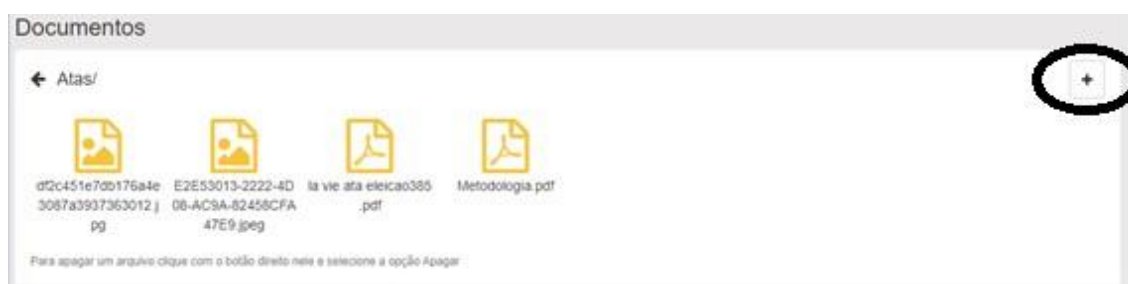 Documentos
Atas/
df2c451e7db176a4e
3087a3937363012.j
pg
E2E53013-2222-4D
08-AC9A-82458CFA
47E9.jpeg
la vie ata eleicao385
.pdf
Metodologia.pdf
Para apagar um arquivo clique com o botão direito nele e selecione a opção Apagar